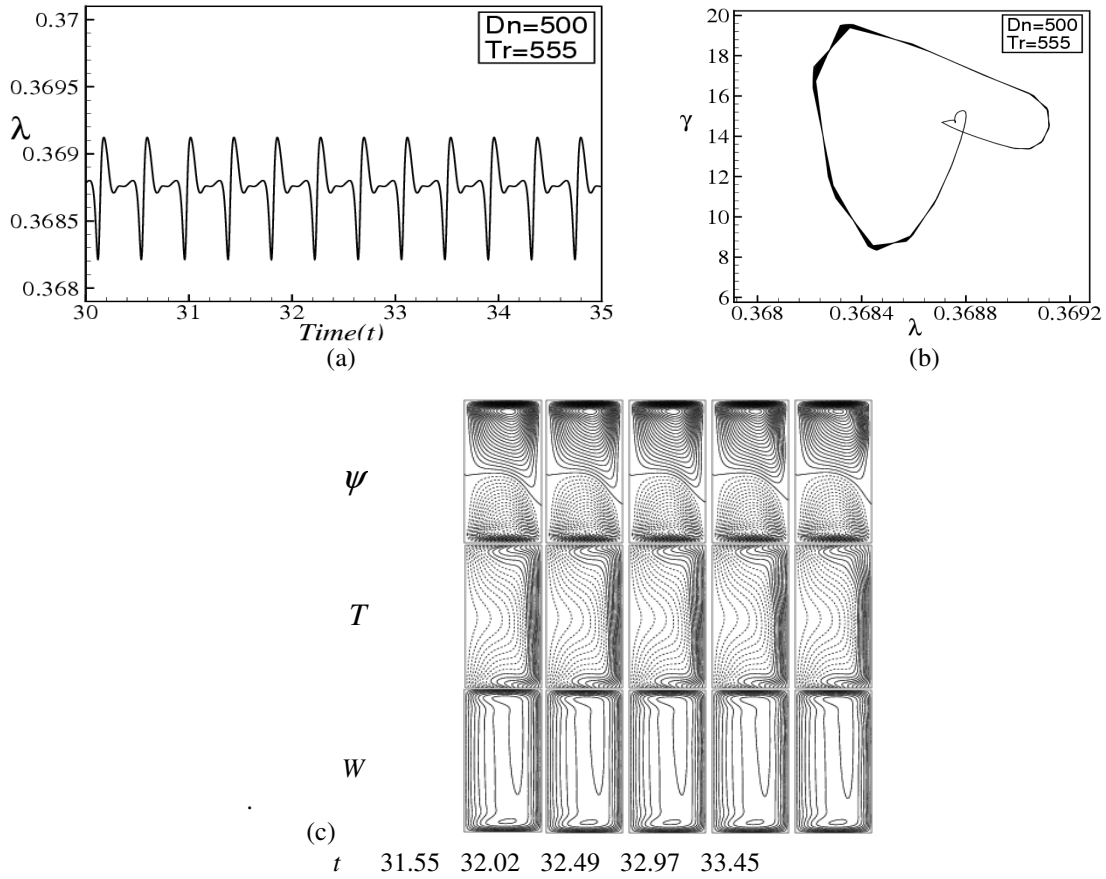 0.37
0.3695
λ
0.369
0.3685
0.368
Dn=500
Tr=555
30 31 32 33 34 35
Time(t)
(a)
20
18
16
γ
14
12
10
8
6
Dn=500
Tr=555
0.368 0.3684 0.3688 0.3692
λ
(b)
ψ
T
W
.
(c)
t 31.55 32.02 32.49 32.97 33.45